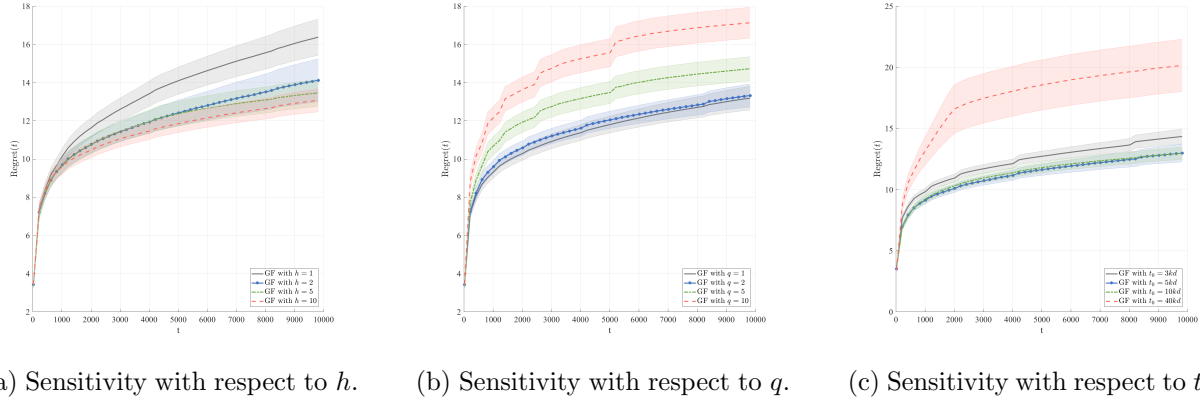 18
16
14
12
10
8
6
4
2
Regret(t)
0 1000 2000 3000 4000 5000 6000 7000 8000 9000 10000
t
GF with h = 1
GF with h = 2
GF with h = 5
GF with h = 10
a) Sensitivity with respect to h.
18
16
14
12
10
8
6
4
2
Regret(t)
0 1000 2000 3000 4000 5000 6000 7000 8000 9000 10000
t
GF with q = 1
GF with q = 2
GF with q = 5
GF with q = 10
(b) Sensitivity with respect to q.
25
20
15
10
5
0
Regret(t)
0 1000 2000 3000 4000 5000 6000 7000 8000 9000 10000
t
GF with t₀ = 3kd
GF with t₀ = 5kd
GF with t₀ = 10kd
GF with t₀ = 40kd
(c) Sensitivity with respect to t